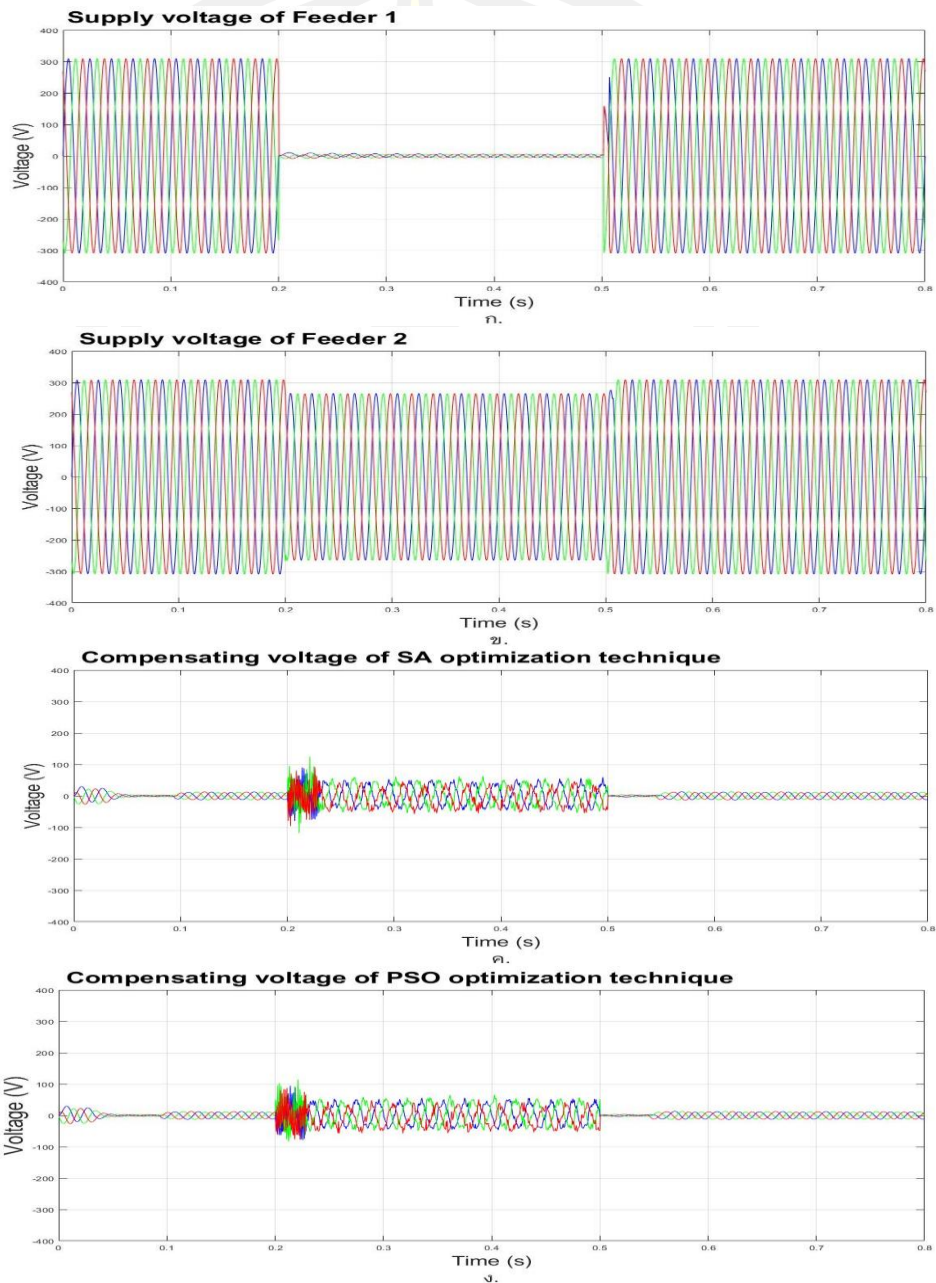 Supply voltage of Feeder 1
400
300
200
100
0
-100
-200
-300
-400
Voltage (V)
0 0.1 0.2 0.3 0.4 0.5 0.6 0.7 0.8
Time (s)
ก.
Supply voltage of Feeder 2
400
300
200
100
0
-100
-200
-300
-400
Voltage (V)
0 0.1 0.2 0.3 0.4 0.5 0.6 0.7 0.8
Time (s)
ข.
Compensating voltage of SA optimization technique
400
300
200
100
0
-100
-200
-300
-400
Voltage (V)
0 0.1 0.2 0.3 0.4 0.5 0.6 0.7 0.8
Time (s)
ค.
Compensating voltage of PSO optimization technique
400
300
200
100
0
-100
-200
-300
-400
Voltage (V)
0 0.1 0.2 0.3 0.4 0.5 0.6 0.7 0.8
Time (s)
ง.